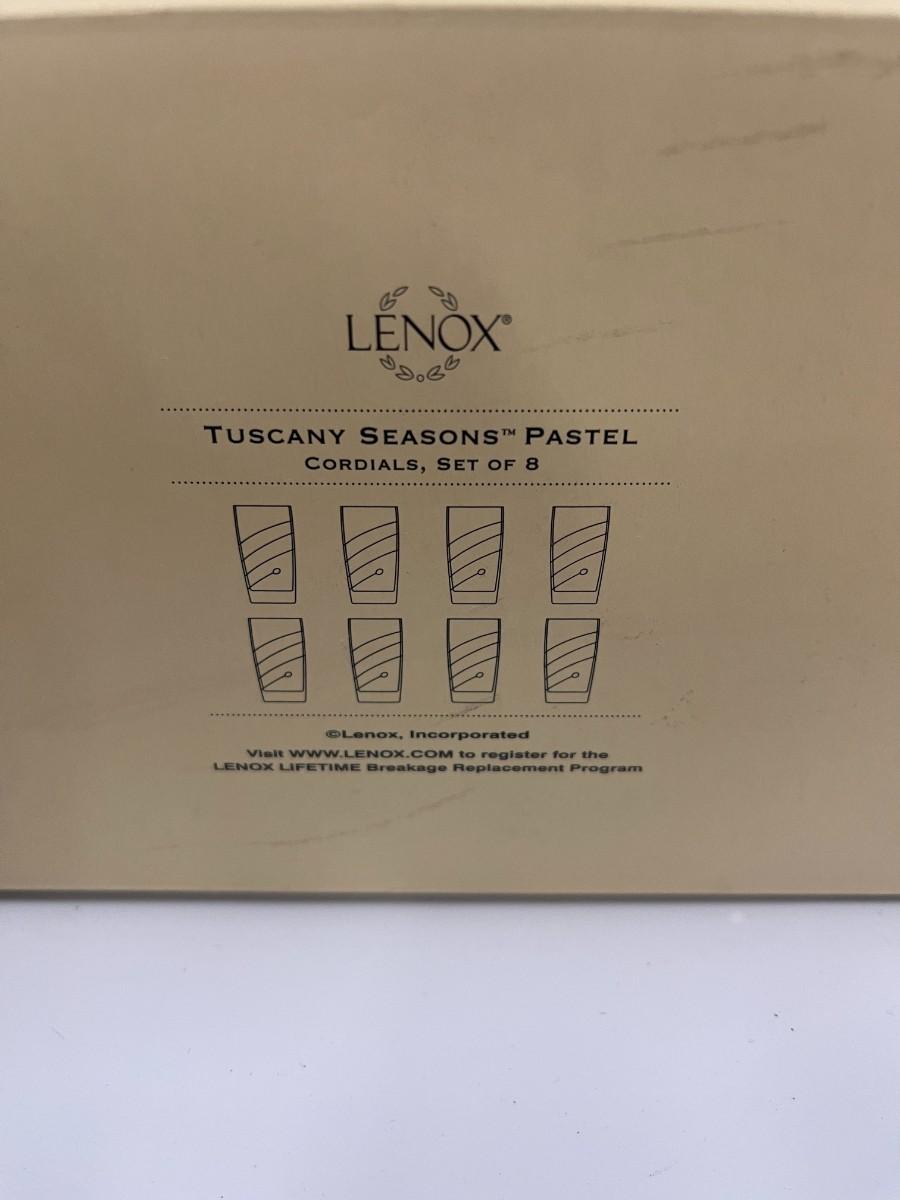 LENOX®
TUSCANY SEASONS™ PASTEL
CORDIALS, SET OF 8
©Lenox, Incorporated
Visit WWW.LENOX.COM to register for the
LENOX LIFETIME Breakage Replacement Program